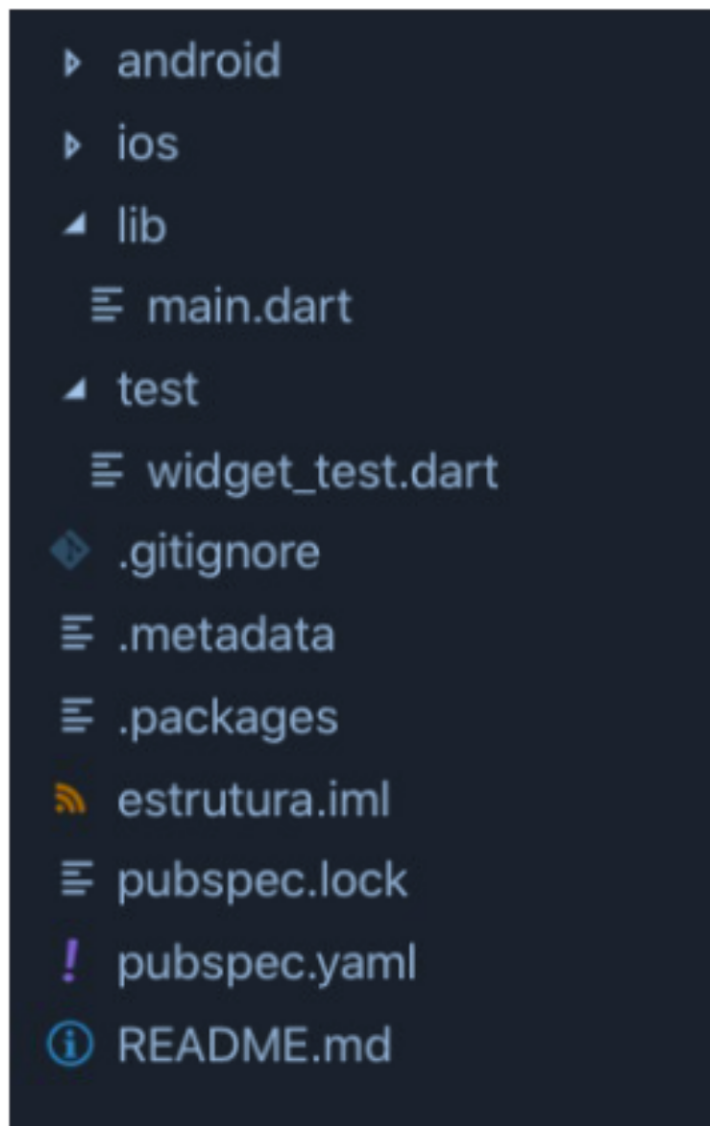 android
ios
lib
main.dart
test
widget_test.dart
.gitignore
.metadata
.packages
estrutura.iml
pubspec.lock
pubspec.yaml
README.md